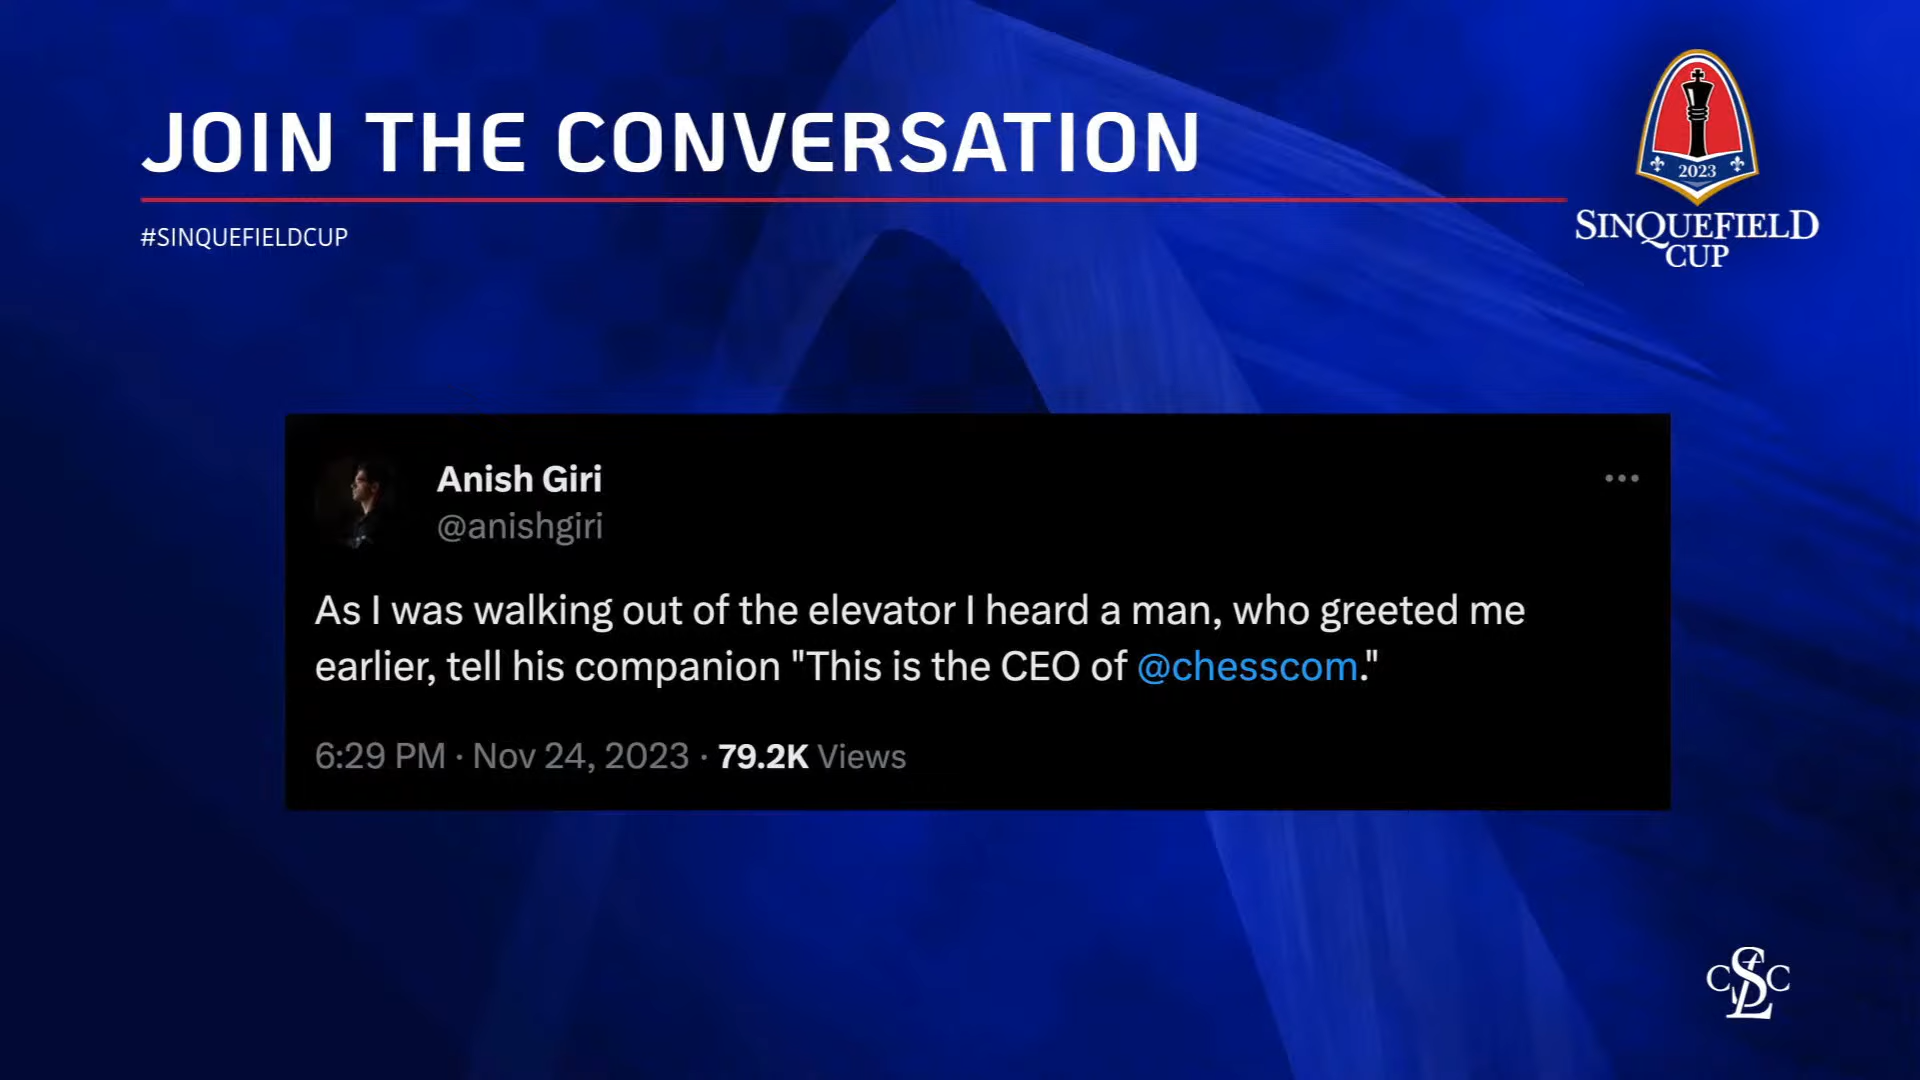 JOIN THE CONVERSATION
#SINQUEFIELDCUP
2023
SINQUEFIELD
CUP
Anish Giri
@anishgiri
As I was walking out of the elevator I heard a man, who greeted me
earlier, tell his companion "This is the CEO of @chesscom."
6:29 PM · Nov 24, 2023 · 79.2K Views
CSTLC